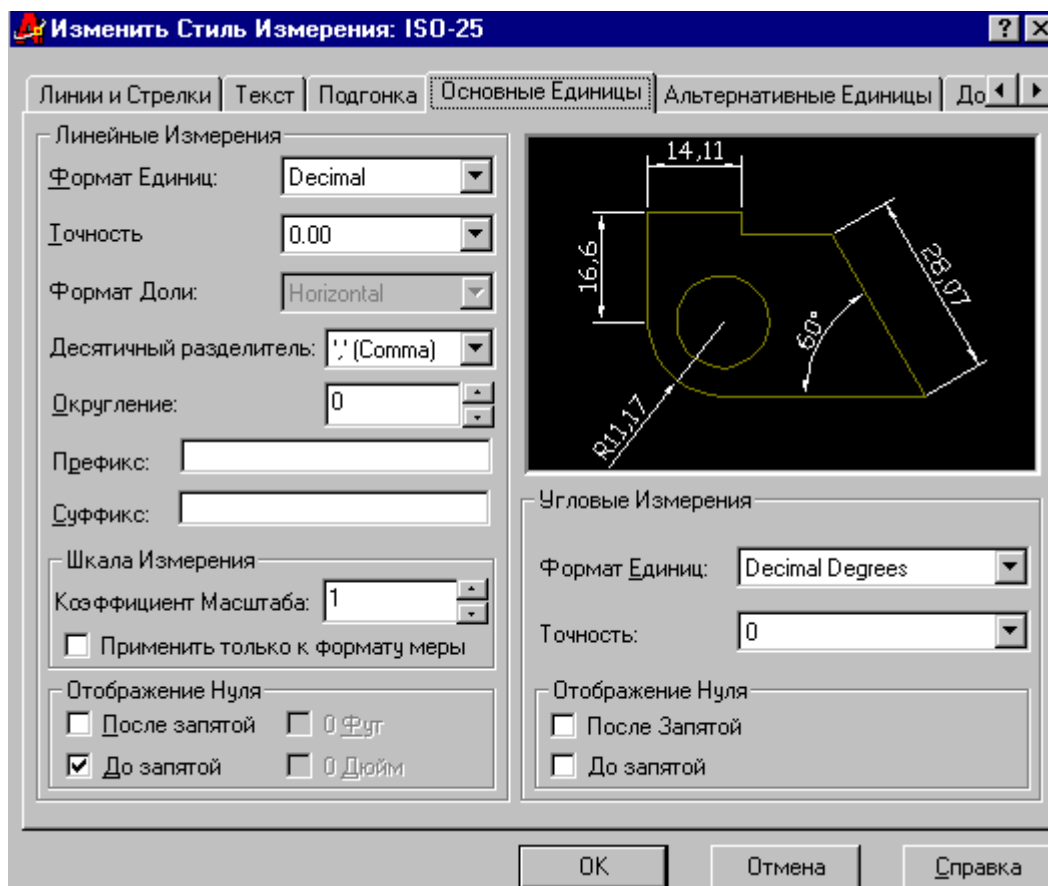 Изменить Стиль Измерения: ISO-25
Линии и Стрелки Текст Подгонка Основные Единицы Альтернативные Единицы До
Линейные Измерения
Формат Единиц: Decimal
Точность 0.00
Формат Доли: Horizontal
Десятичный разделитель: ',' (Comma)
Округление: 0
Префикс:
Суффикс:
Шкала Измерения
Коэффициент Масштаба: 1
Применить только к формату меры
Отображение Нуля
После запятой 0 Фут
До запятой 0 Дюйм
14,11
16,6
28,07
60°
R11,17
Угловые Измерения
Формат Единиц: Decimal Degrees
Точность: 0
Отображение Нуля
После Запятой
До запятой
OK Отмена Справка